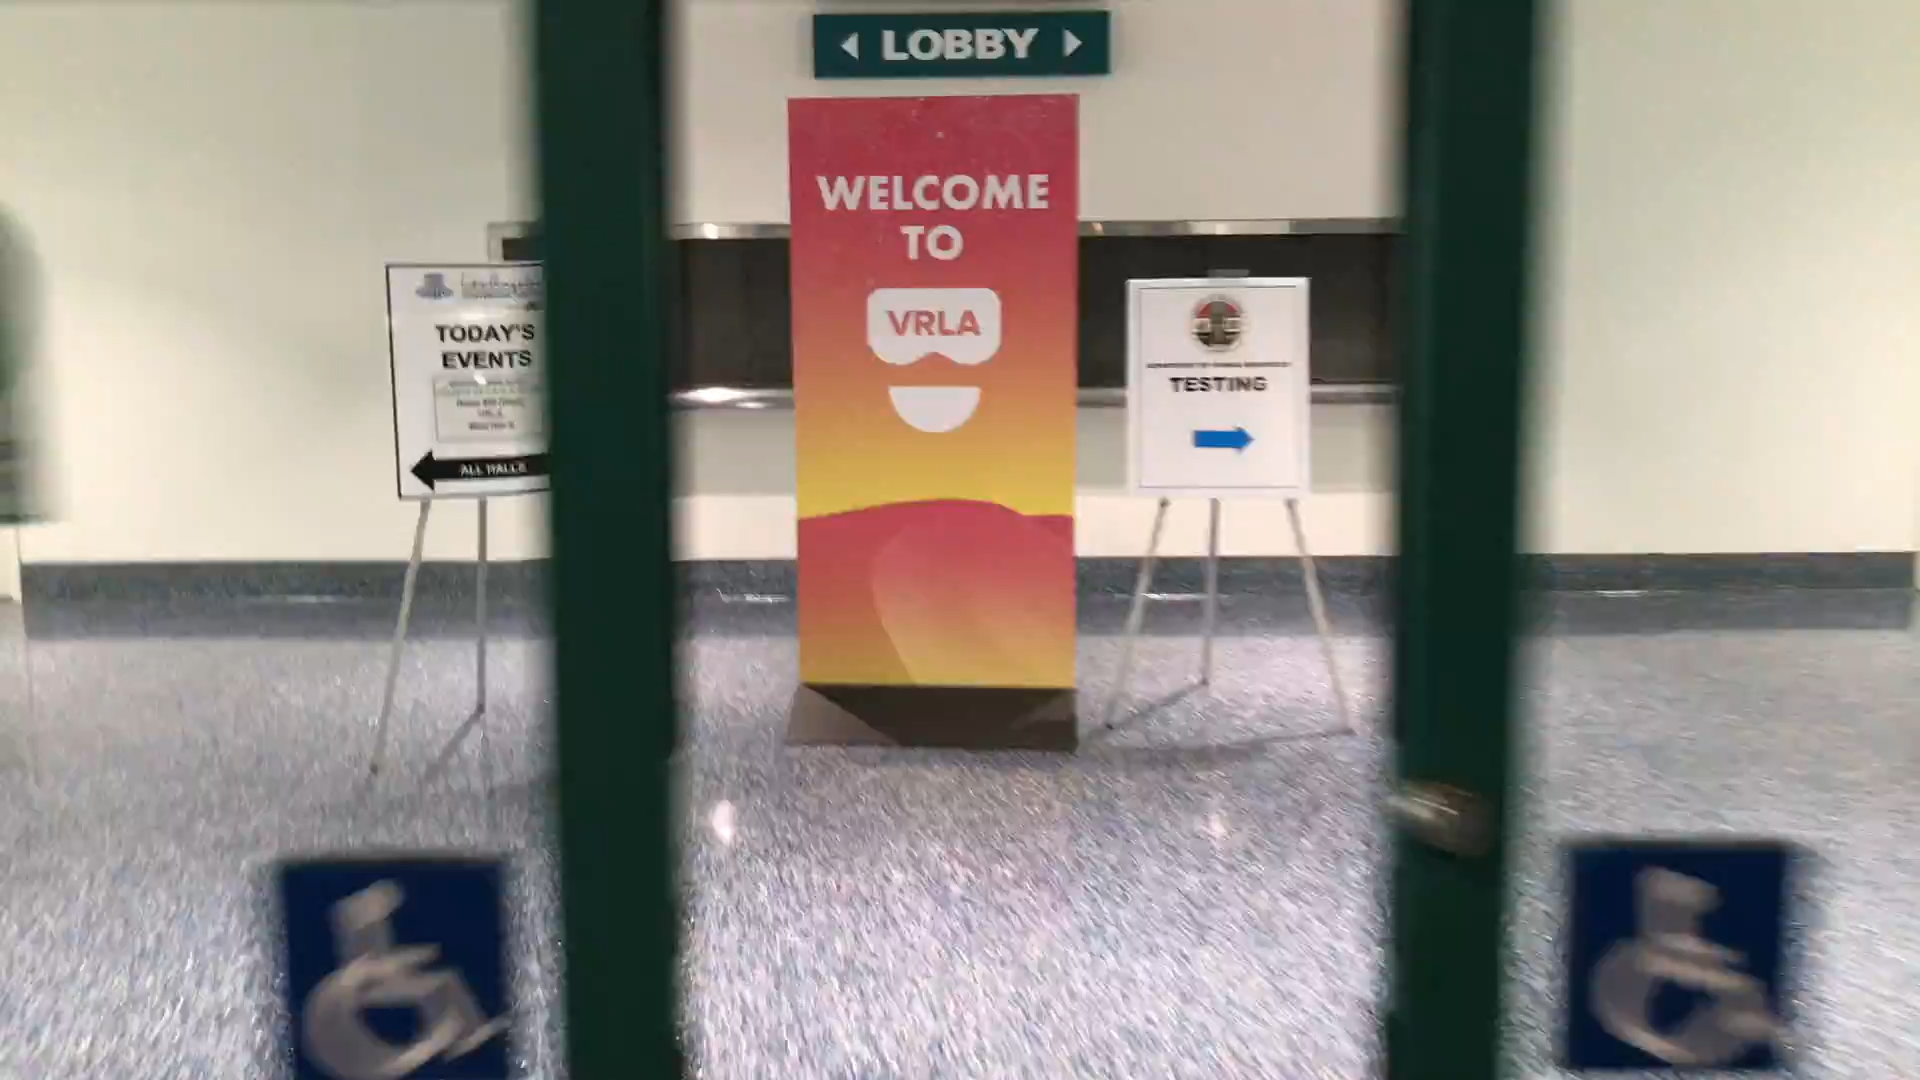 LOBBY
WELCOME
TO
VRLA
TODAY'S
EVENTS
ALL HALLS
TESTING